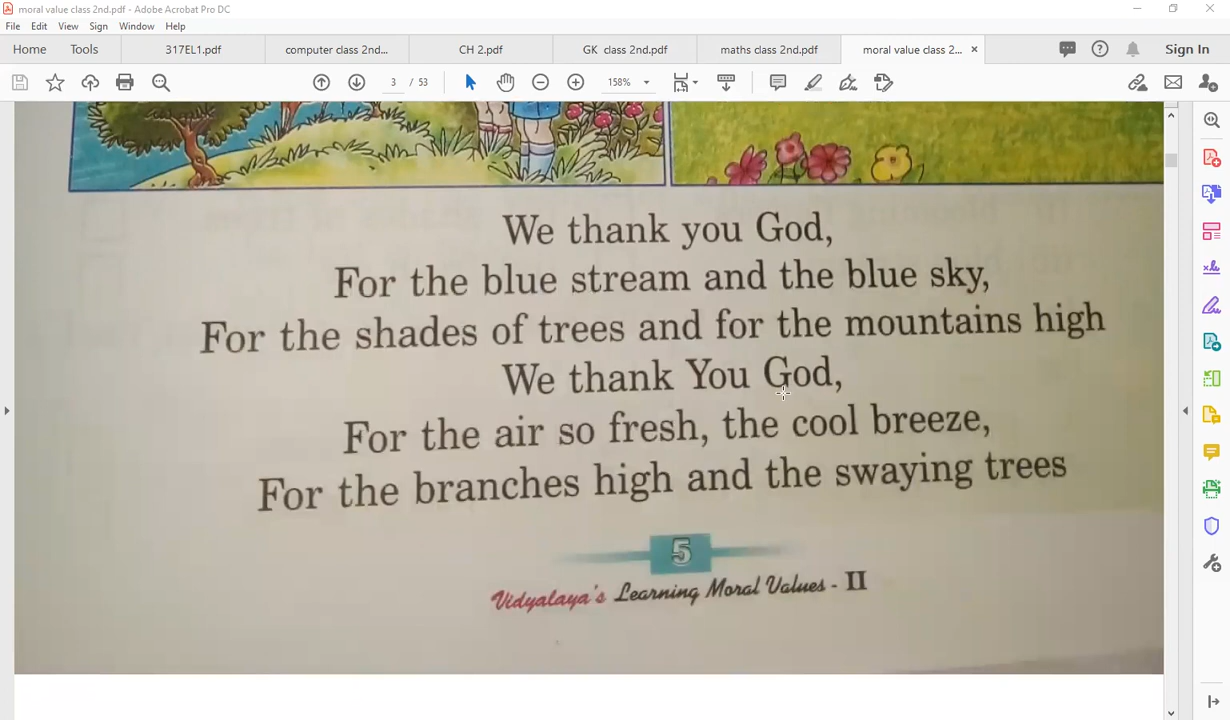 moral value class 2nd.pdf - Adobe Acrobat Pro DC
File Edit View Sign Window Help
Home Tools 317EL1.pdf computer class 2nd... CH 2.pdf GK class 2nd.pdf maths class 2nd.pdf moral value class 2... × Sign In
3 / 53 158%
We thank you God,
For the blue stream and the blue sky,
For the shades of trees and for the mountains high
We thank You God,
For the air so fresh, the cool breeze,
For the branches high and the swaying trees
5
Vidyalaya's Learning Moral Values - II